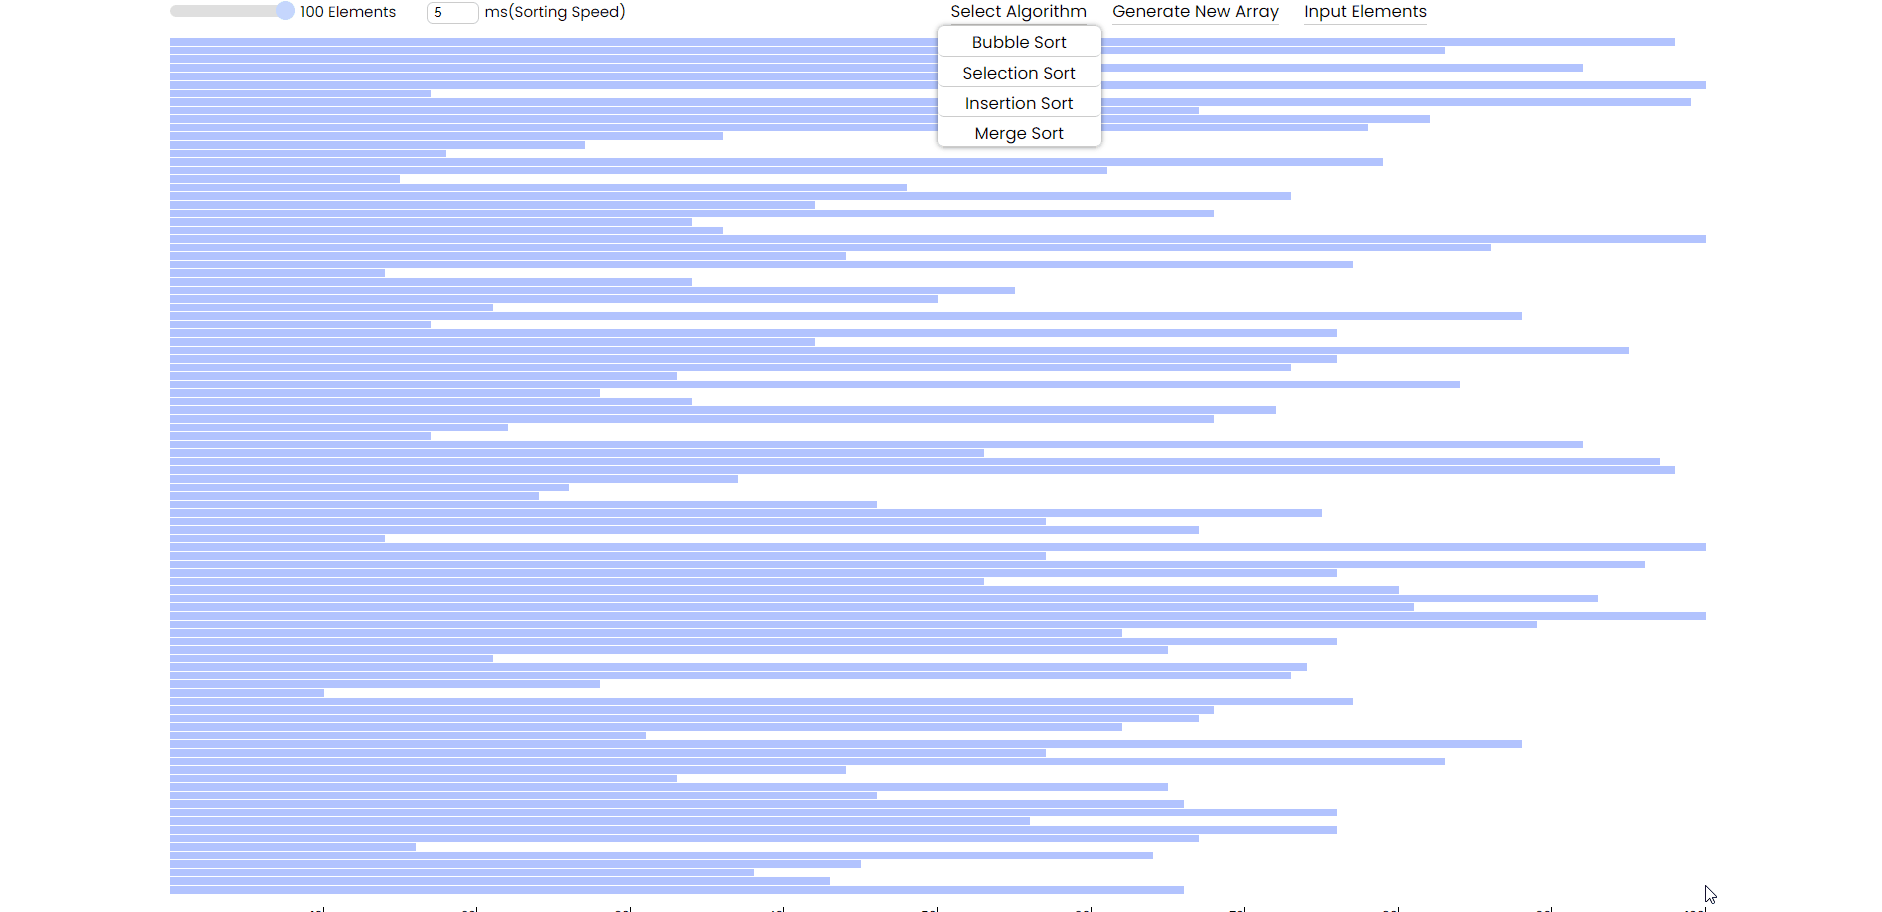 100 Elements 5 ms(Sorting Speed) Select Algorithm Generate New Array Input Elements
Bubble Sort
Selection Sort
Insertion Sort
Merge Sort